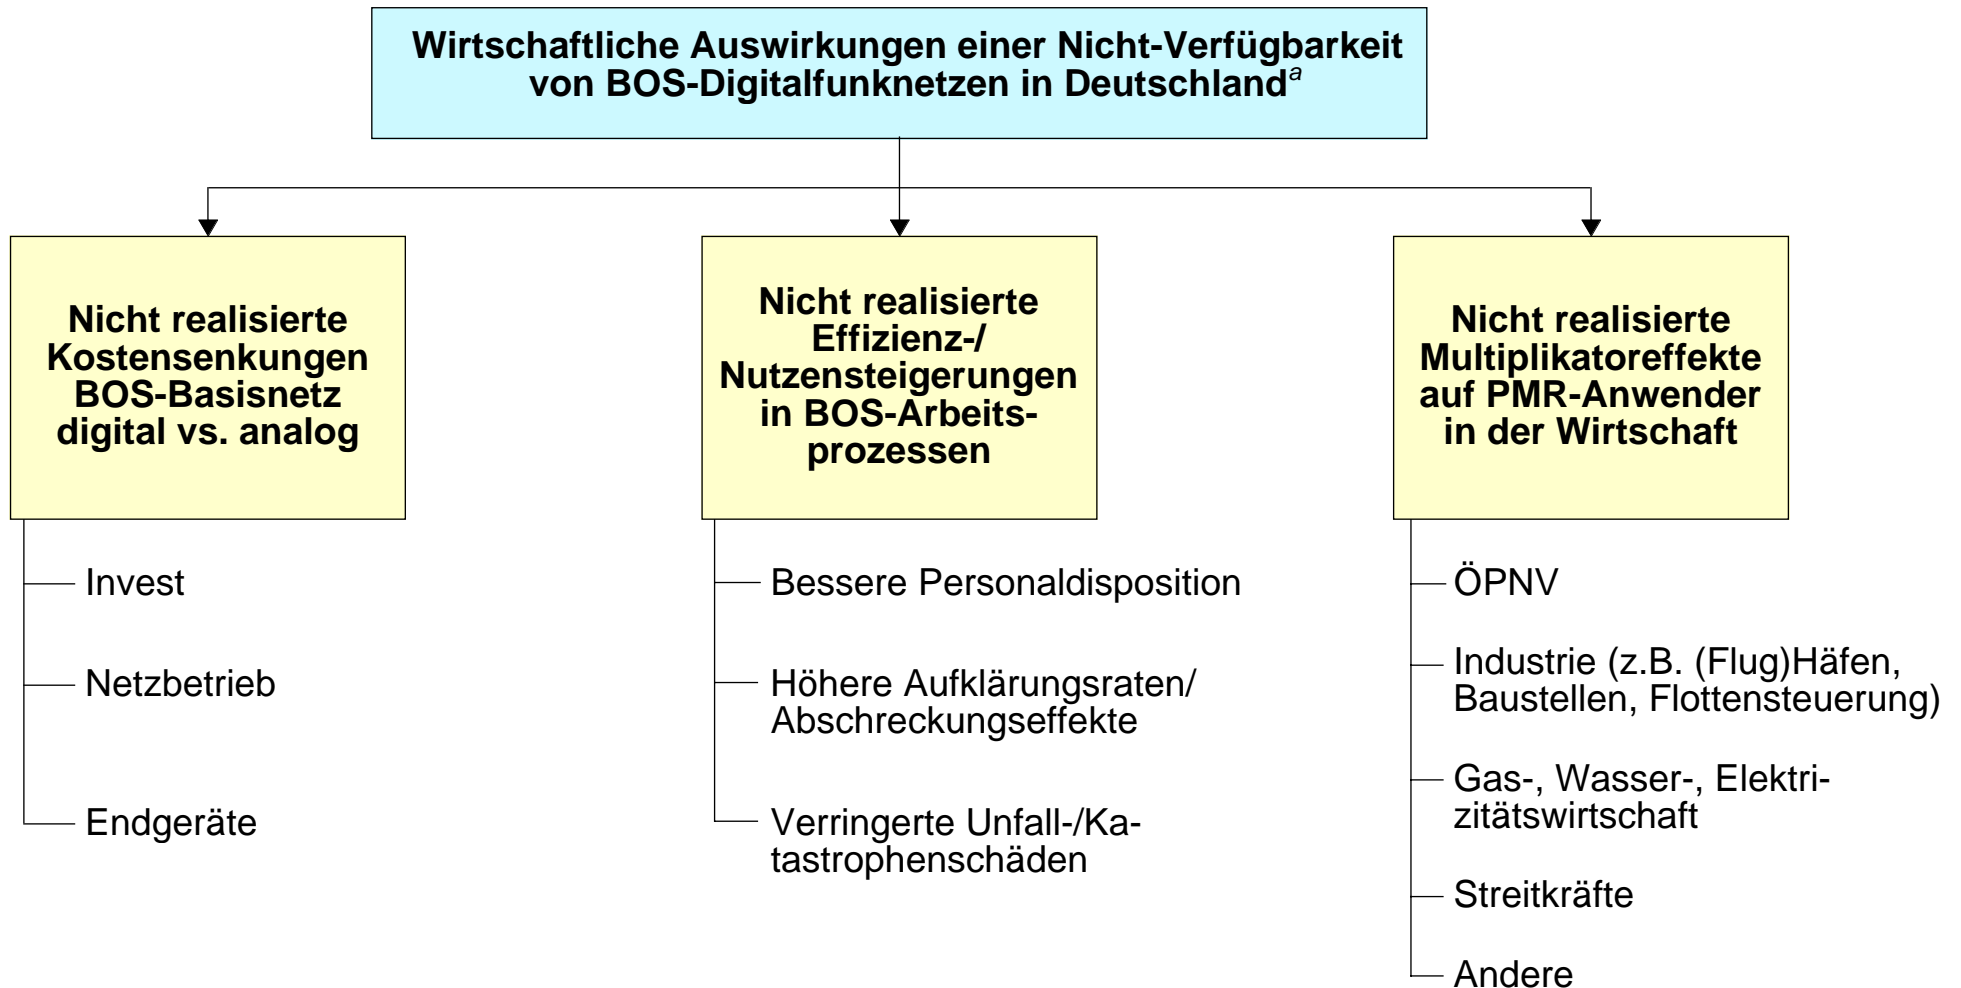 Wirtschaftliche Auswirkungen einer Nicht-Verfügbarkeit
von BOS-Digitalfunknetzen in Deutschland^a
Nicht realisierte
Kostensenkungen
BOS-Basisnetz
digital vs. analog
Invest
Netzbetrieb
Endgeräte
Nicht realisierte
Effizienz-/
Nutzensteigerungen
in BOS-Arbeits-
prozessen
Bessere Personaldisposition
Höhere Aufklärungsraten/
Abschreckungseffekte
Verringerte Unfall-/Ka-
tastrophenschäden
Nicht realisierte
Multiplikatoreffekte
auf PMR-Anwender
in der Wirtschaft
ÖPNV
Industrie (z.B. (Flug)Häfen,
Baustellen, Flottensteuerung)
Gas-, Wasser-, Elektri-
zitätswirtschaft
Streitkräfte
Andere